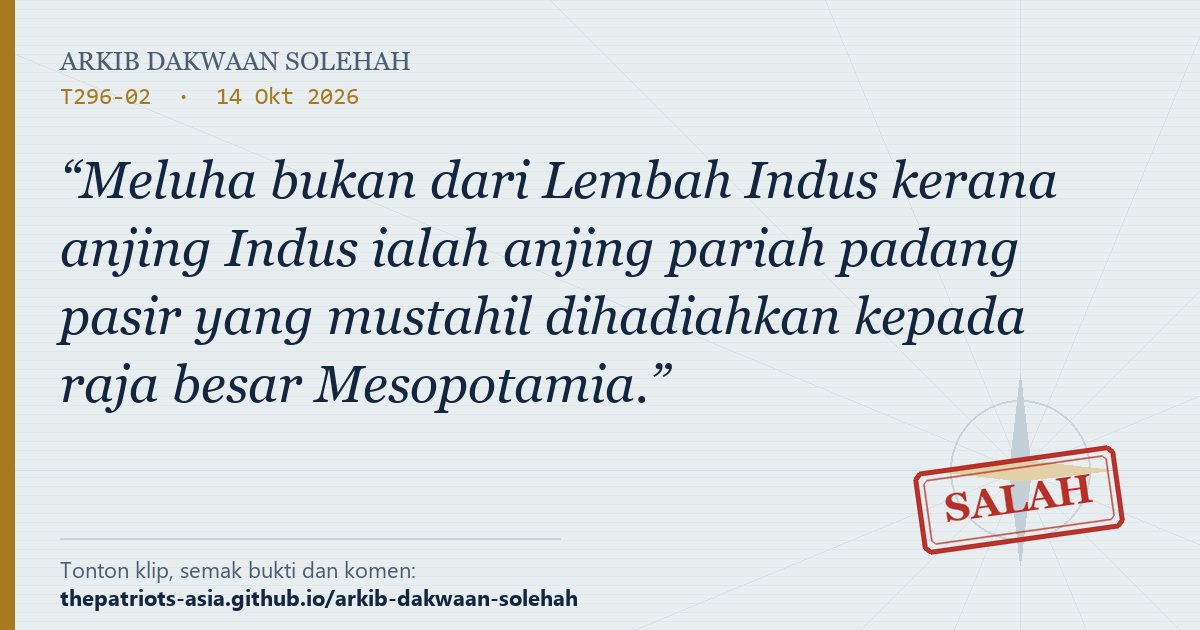 ARKIB DAKWAAN SOLEHAH
T296-02 · 14 Okt 2026
“Meluha bukan dari Lembah Indus kerana
anjing Indus ialah anjing pariah padang
pasir yang mustahil dihadiahkan kepada
raja besar Mesopotamia.”
SALAH
Tonton klip, semak bukti dan komen:
thepatriots-asia.github.io/arkib-dakwaan-solehah